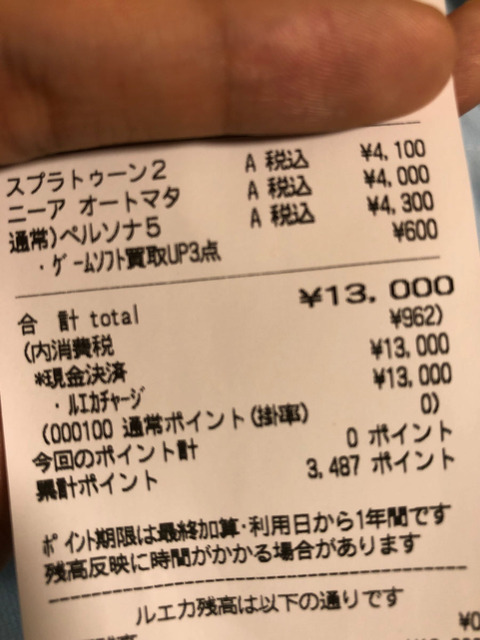 スプラトゥーン2 A 税込 ¥4,100
ニーア オートマタ A 税込 ¥4,000
通常)ペルソナ5 A 税込 ¥4,300
・ゲームソフト買取UP3点 ¥600
合 計 total ¥13,000
(内消費税 ¥962)
*現金決済 ¥13,000
・ルエカチャージ ¥13,000
(000100 通常ポイント(掛率) 0)
今回のポイント計 0 ポイント
累計ポイント 3,487 ポイント
ポイント期限は最終加算・利用日から1年間です
残高反映に時間がかかる場合があります
ルエカ残高は以下の通りです
¥0